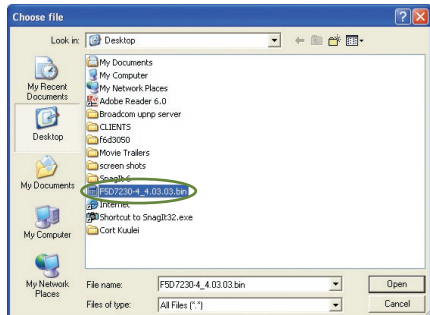 Choose file
Look in: Desktop
My Recent Documents
Desktop
My Documents
My Computer
My Network Places
My Documents
My Computer
My Network Places
Adobe Reader 6.0
Broadcom upnp server
CLIENTS
f6d3050
Movie Trailers
screen shots
SnagIt 6
F5D7230-4_4.03.03.bin
Internet
Shortcut to SnagIt32.exe
Cort Kuulei
File name: F5D7230-4_4.03.03.bin
Open
Files of type: All Files (*.*)
Cancel